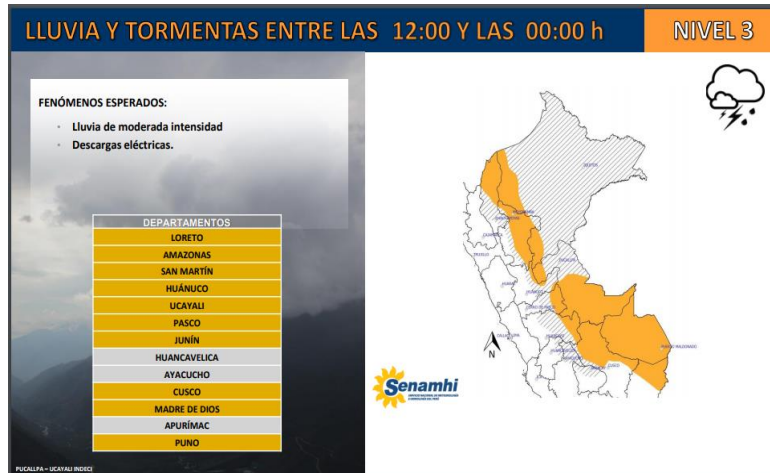 LLUVIA Y TORMENTAS ENTRE LAS 12:00 Y LAS 00:00 h
NIVEL 3
FENÓMENOS ESPERADOS:
· Lluvia de moderada intensidad
· Descargas eléctricas.
DEPARTAMENTOS
LORETO
AMAZONAS
SAN MARTÍN
HUÁNUCO
UCAYALI
PASCO
JUNÍN
HUANCAVELICA
AYACUCHO
CUSCO
MADRE DE DIOS
APURÍMAC
PUNO
N
Senamhi
PUCALLPA – UCAYALI INDECI